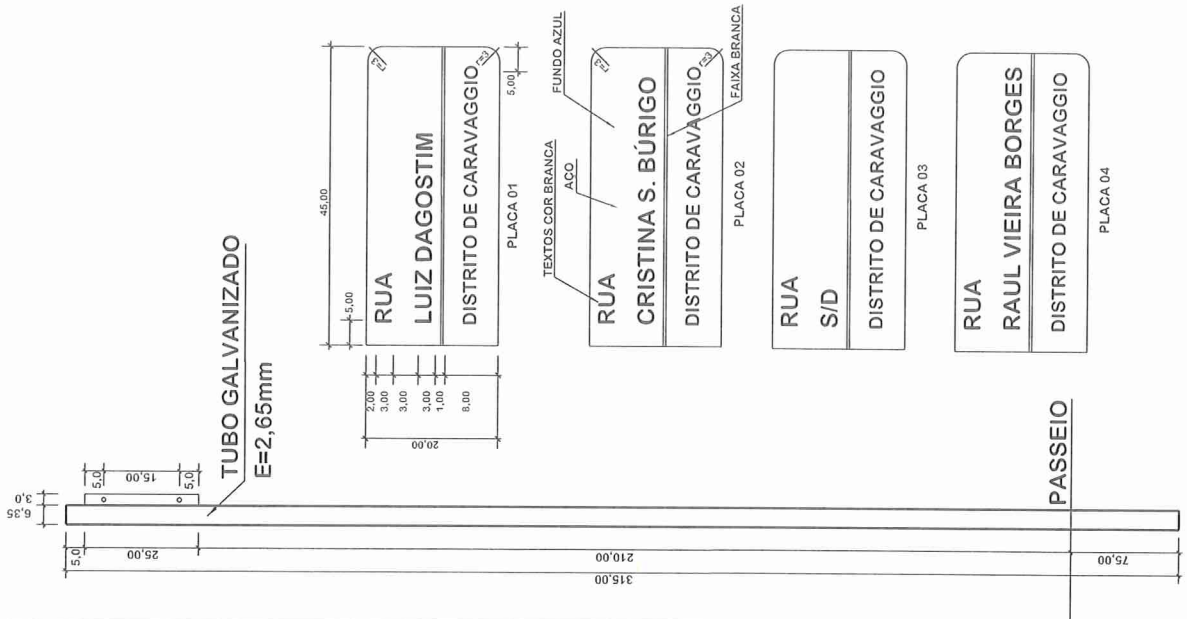 6,35
3,0
5,0
15,00
5,0
5,0
25,00
210,00
315,00
75,00
TUBO GALVANIZADO
E=2,65mm
PASSEIO
45,00
5,00
2,00
3,00
3,00
3,00
1,00
8,00
20,00
RUA
LUIZ DAGOSTIM
DISTRITO DE CARAVAGGIO
r=3
r=3
5,00
PLACA 01
TEXTOS COR BRANCA
AÇO
FUNDO AZUL
RUA
CRISTINA S. BÚRIGO
DISTRITO DE CARAVAGGIO
r=3
r=3
FAIXA BRANCA
PLACA 02
RUA
S/D
DISTRITO DE CARAVAGGIO
PLACA 03
RUA
RAUL VIEIRA BORGES
DISTRITO DE CARAVAGGIO
PLACA 04